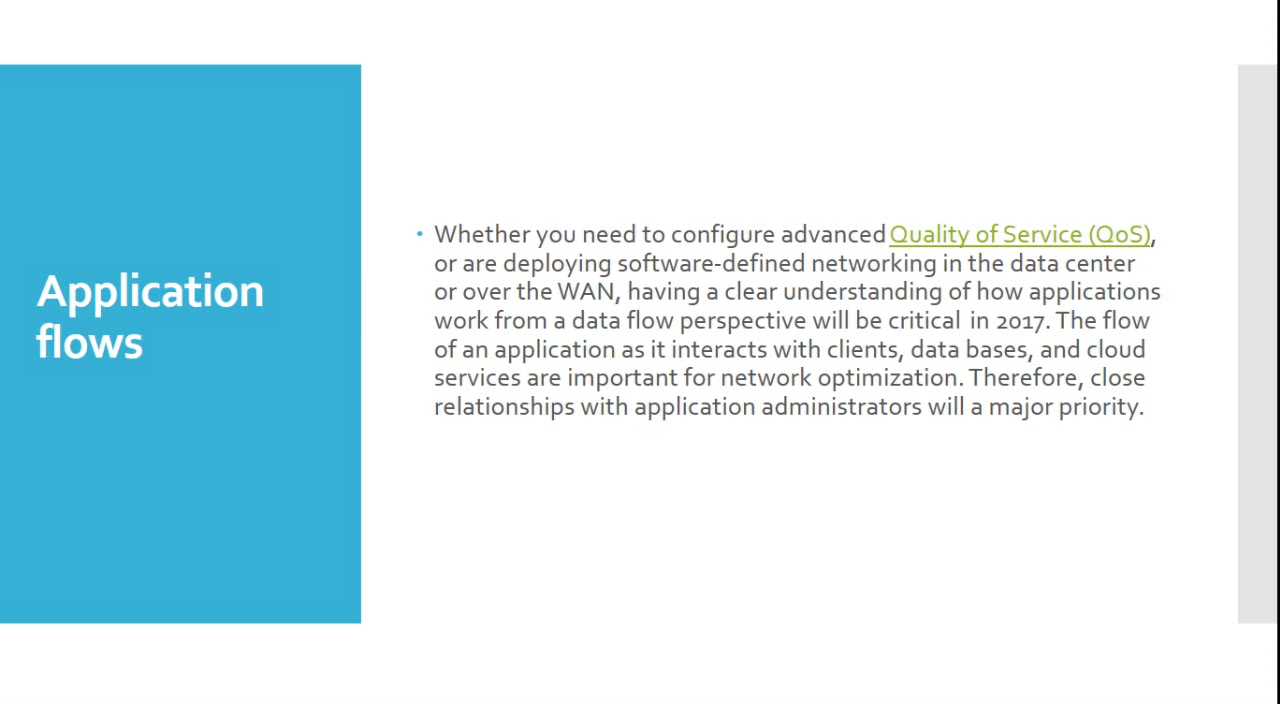 Application
flows
• Whether you need to configure advanced Quality of Service (QoS),
or are deploying software-defined networking in the data center
or over the WAN, having a clear understanding of how applications
work from a data flow perspective will be critical in 2017. The flow
of an application as it interacts with clients, data bases, and cloud
services are important for network optimization. Therefore, close
relationships with application administrators will a major priority.